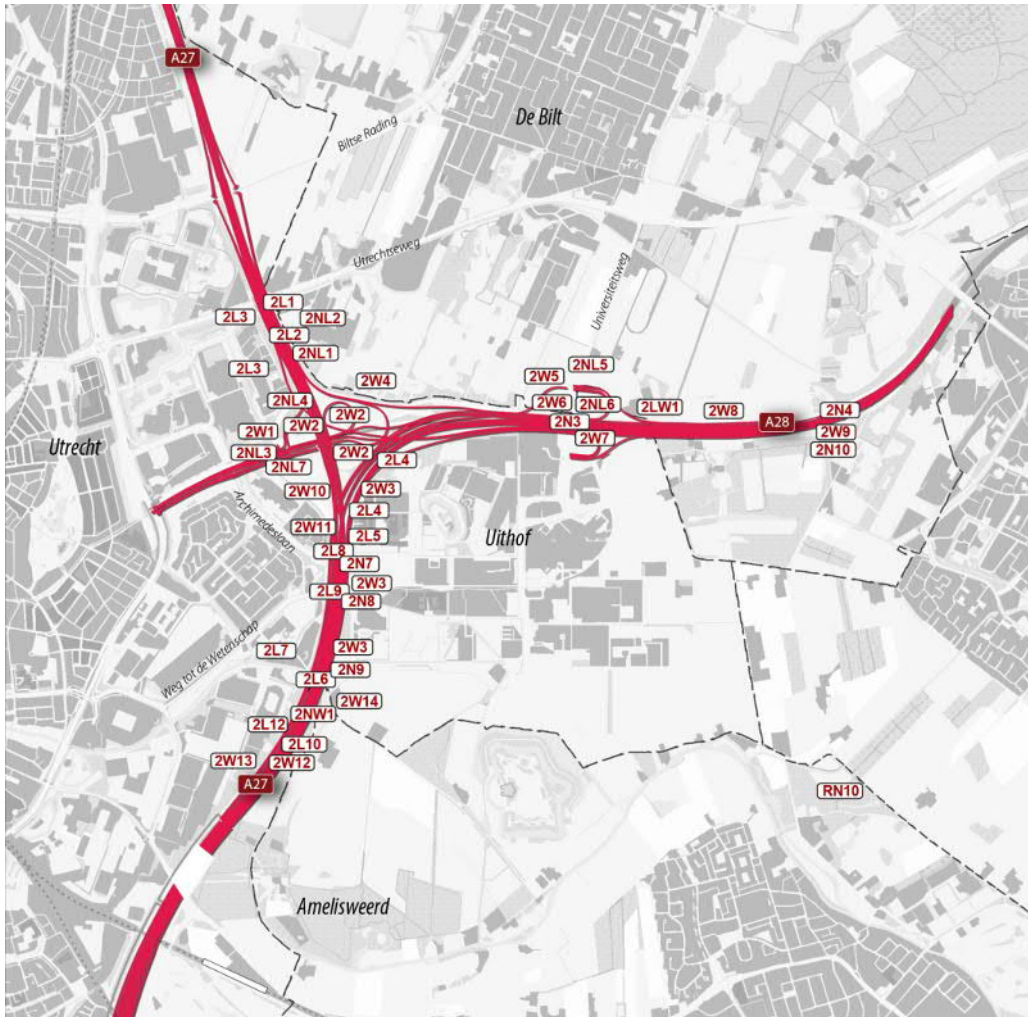 A27
De Bilt
Biltse Rading
Utrechtseweg
Universiteitsweg
2L1
2L3
2NL2
2L2
2NL1
2L3
2W4
2NL5
2W5
2NL4
2W6
2NL6
2LW1
2W8
A28
2N4
2W2
2W2
2N3
2W1
2W7
2W9
Utrecht
2NL3
2W2
2L4
2N10
2NL7
2W10
2W3
Archimedeslaan
2L4
2W11
2L5
Uithof
2L8
2N7
2W3
2L9
2N8
Weg tot de Wetenschap
2L7
2W3
2N9
2L6
2W14
2NW1
2L12
2L10
2W13
2W12
A27
RN10
Amelisweerd